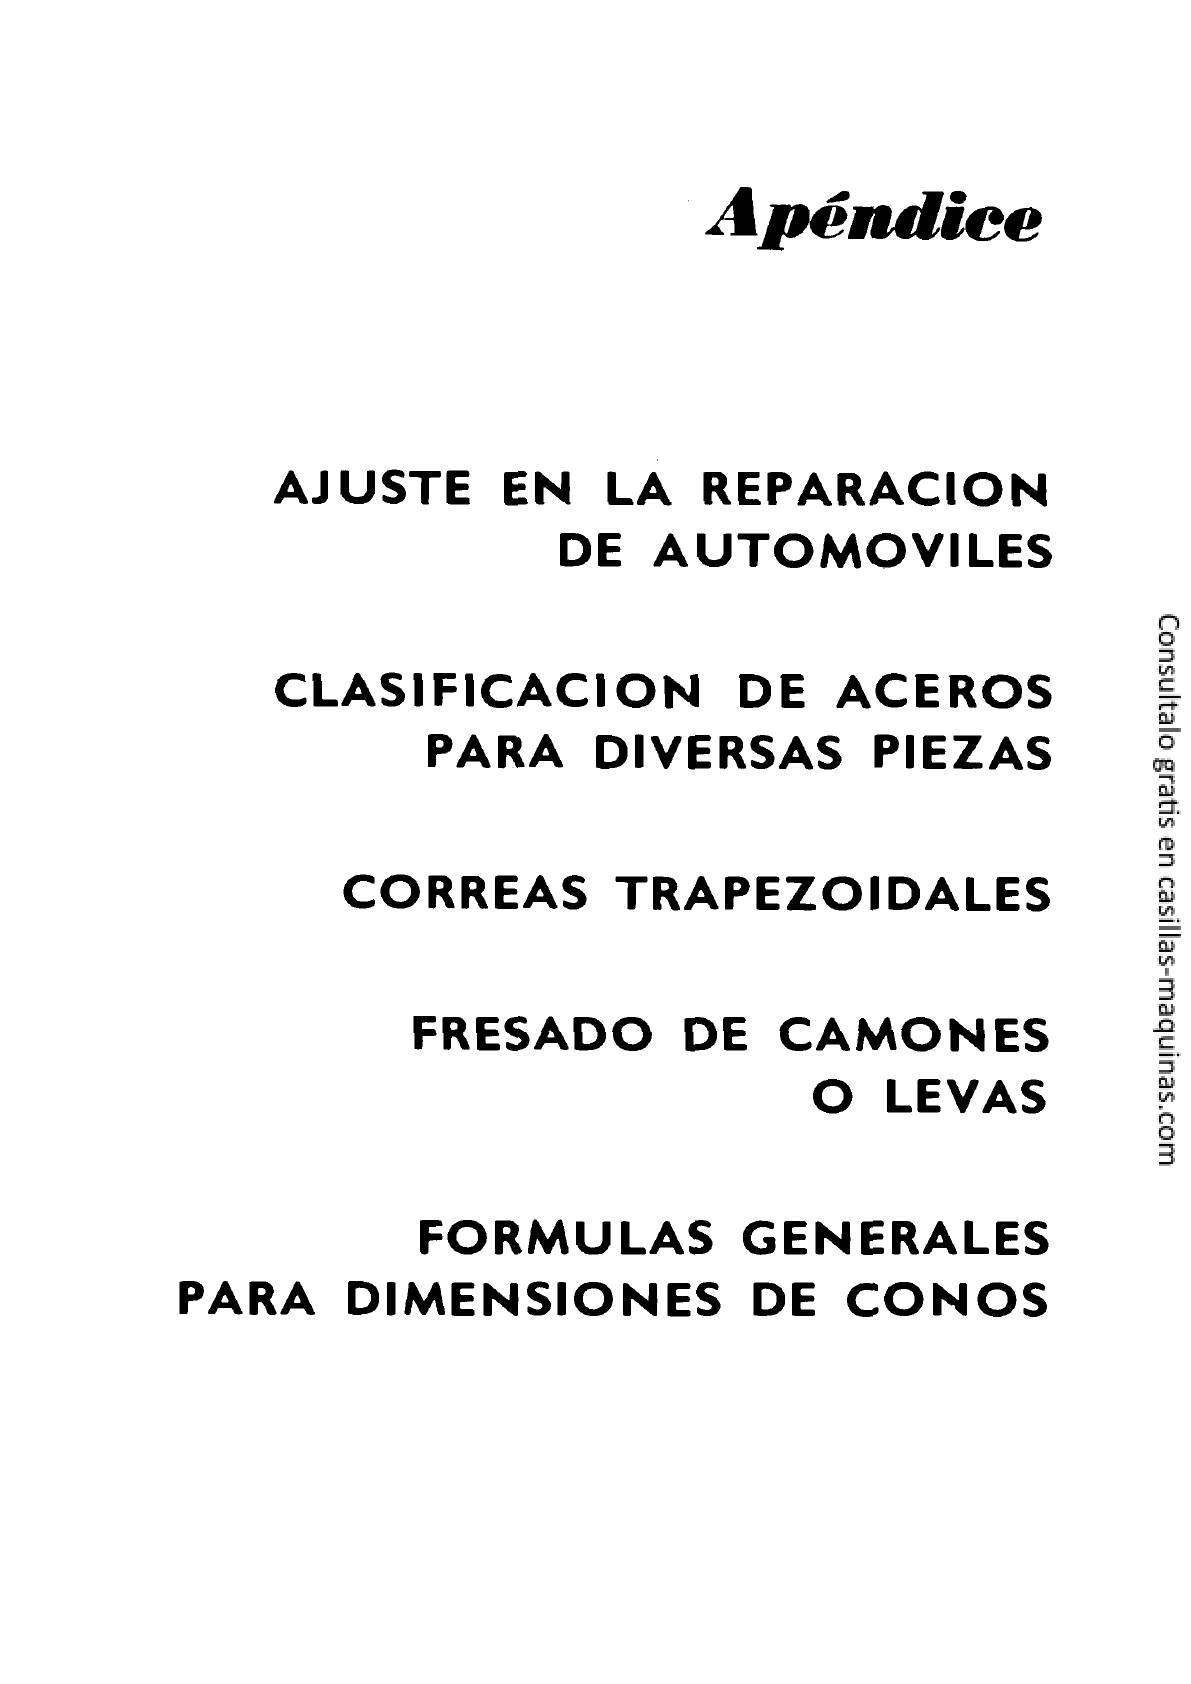 Apéndice
AJUSTE EN LA REPARACION
DE AUTOMOVILES
CLASIFICACION DE ACEROS
PARA DIVERSAS PIEZAS
CORREAS TRAPEZOIDALES
FRESADO DE CAMONES
O LEVAS
FORMULAS GENERALES
PARA DIMENSIONES DE CONOS
Consultalo gratis en casillas-maquinas.com